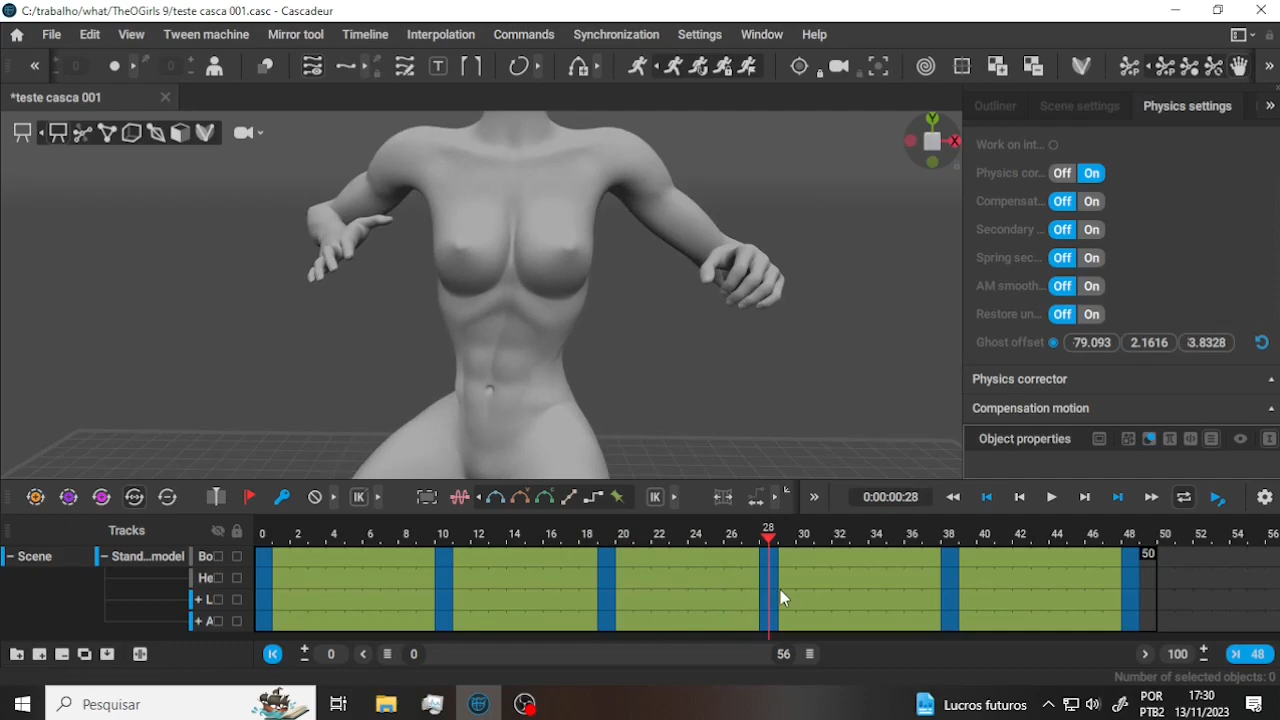 C:/trabalho/what/TheOGirls 9/teste casca 001.casc - Cascadeur
File Edit View Tween machine Mirror tool Timeline Interpolation Commands Synchronization Settings Window Help
0 0
*teste casca 001
Outliner Scene settings Physics settings
Y
X
Work on int...
Physics cor... Off On
Compensat... Off On
Secondary ... Off On
Spring sec... Off On
AM smooth... Off On
Restore un... Off On
Ghost offset 79.093 2.1616 3.8328
Physics corrector
Compensation motion
Object properties
IK IK 0:00:00:28
Tracks 0 2 4 6 8 10 12 14 16 18 20 22 24 26 28 30 32 34 36 38 40 42 44 46 48 50 52 54 56
Scene Stand...model Bo 50
He
+ L
+ A
0 0 56 100 48
Number of selected objects: 0
Pesquisar
Lucros futuros
POR
PTB2
17:30
13/11/2023